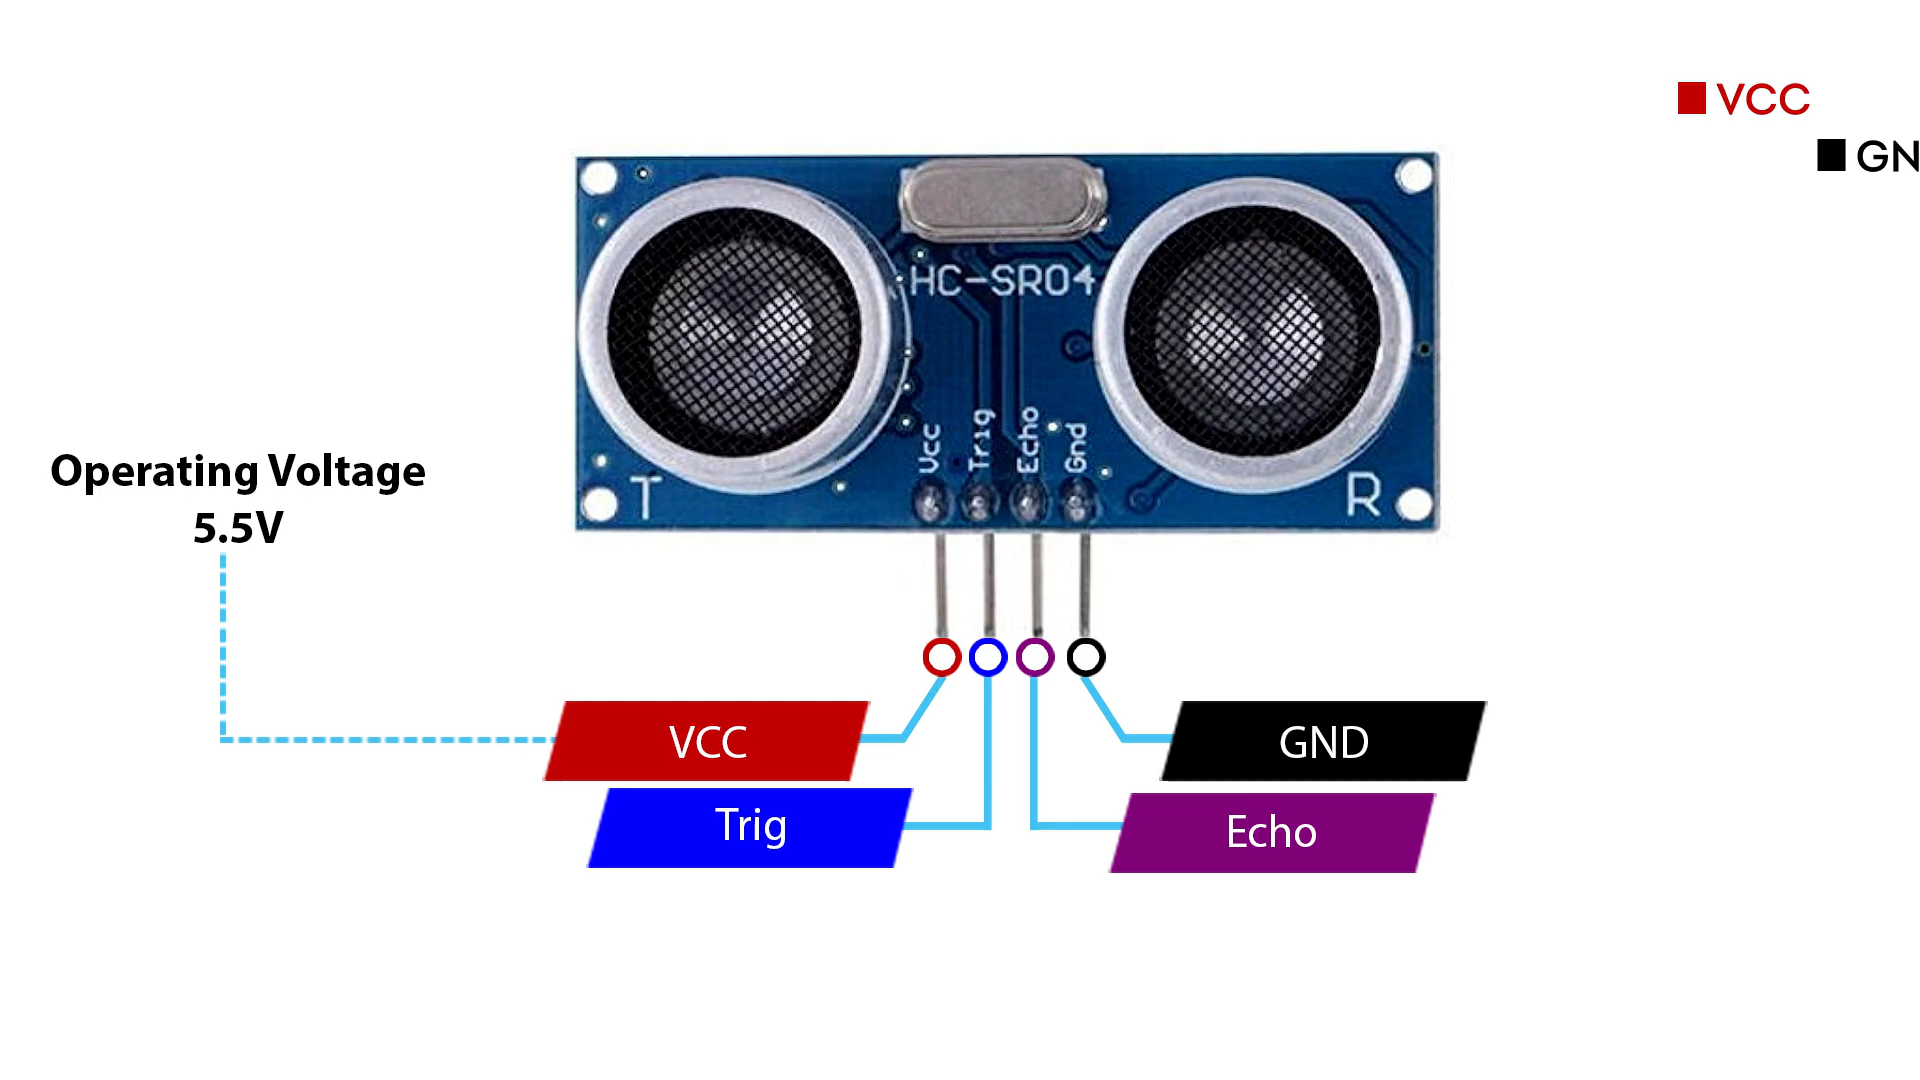 VCC
GN
HC-SR04
Vcc
Trig
Echo
Gnd
T
R
Operating Voltage
5.5V
VCC
GND
Trig
Echo